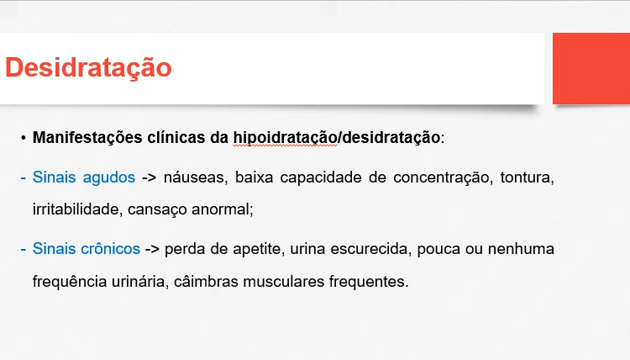 Desidratação
• Manifestações clínicas da hipoidratação/desidratação:
- Sinais agudos -> náuseas, baixa capacidade de concentração, tontura,
irritabilidade, cansaço anormal;
- Sinais crônicos -> perda de apetite, urina escurecida, pouca ou nenhuma
frequência urinária, câimbras musculares frequentes.